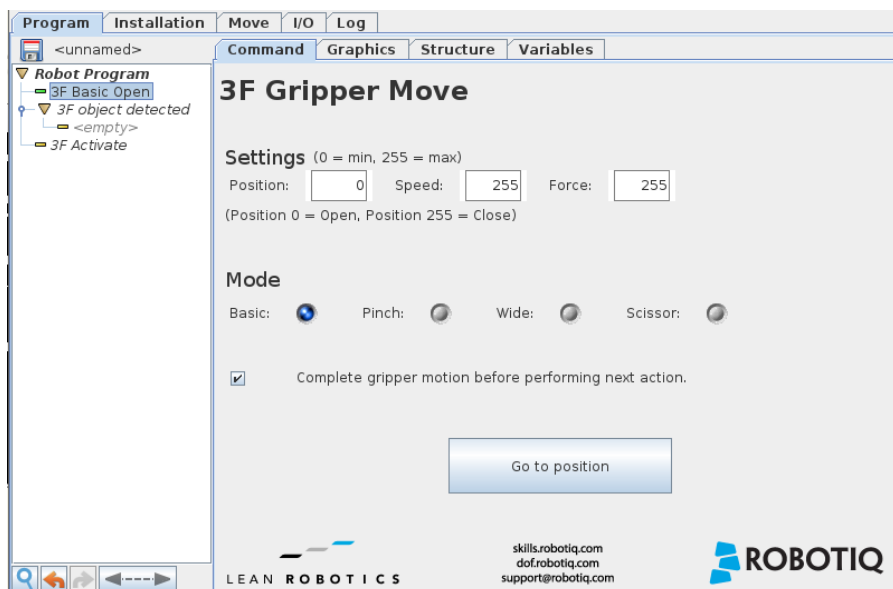 Program Installation Move I/O Log
<unnamed>
Command Graphics Structure Variables
Robot Program
3F Basic Open
3F object detected
<empty>
3F Activate
3F Gripper Move
Settings (0 = min, 255 = max)
Position: 0 Speed: 255 Force: 255
(Position 0 = Open, Position 255 = Close)
Mode
Basic: Pinch: Wide: Scissor:
Complete gripper motion before performing next action.
Go to position
LEAN ROBOTICS
skills.robotiq.com
dof.robotiq.com
support@robotiq.com
ROBOTIQ